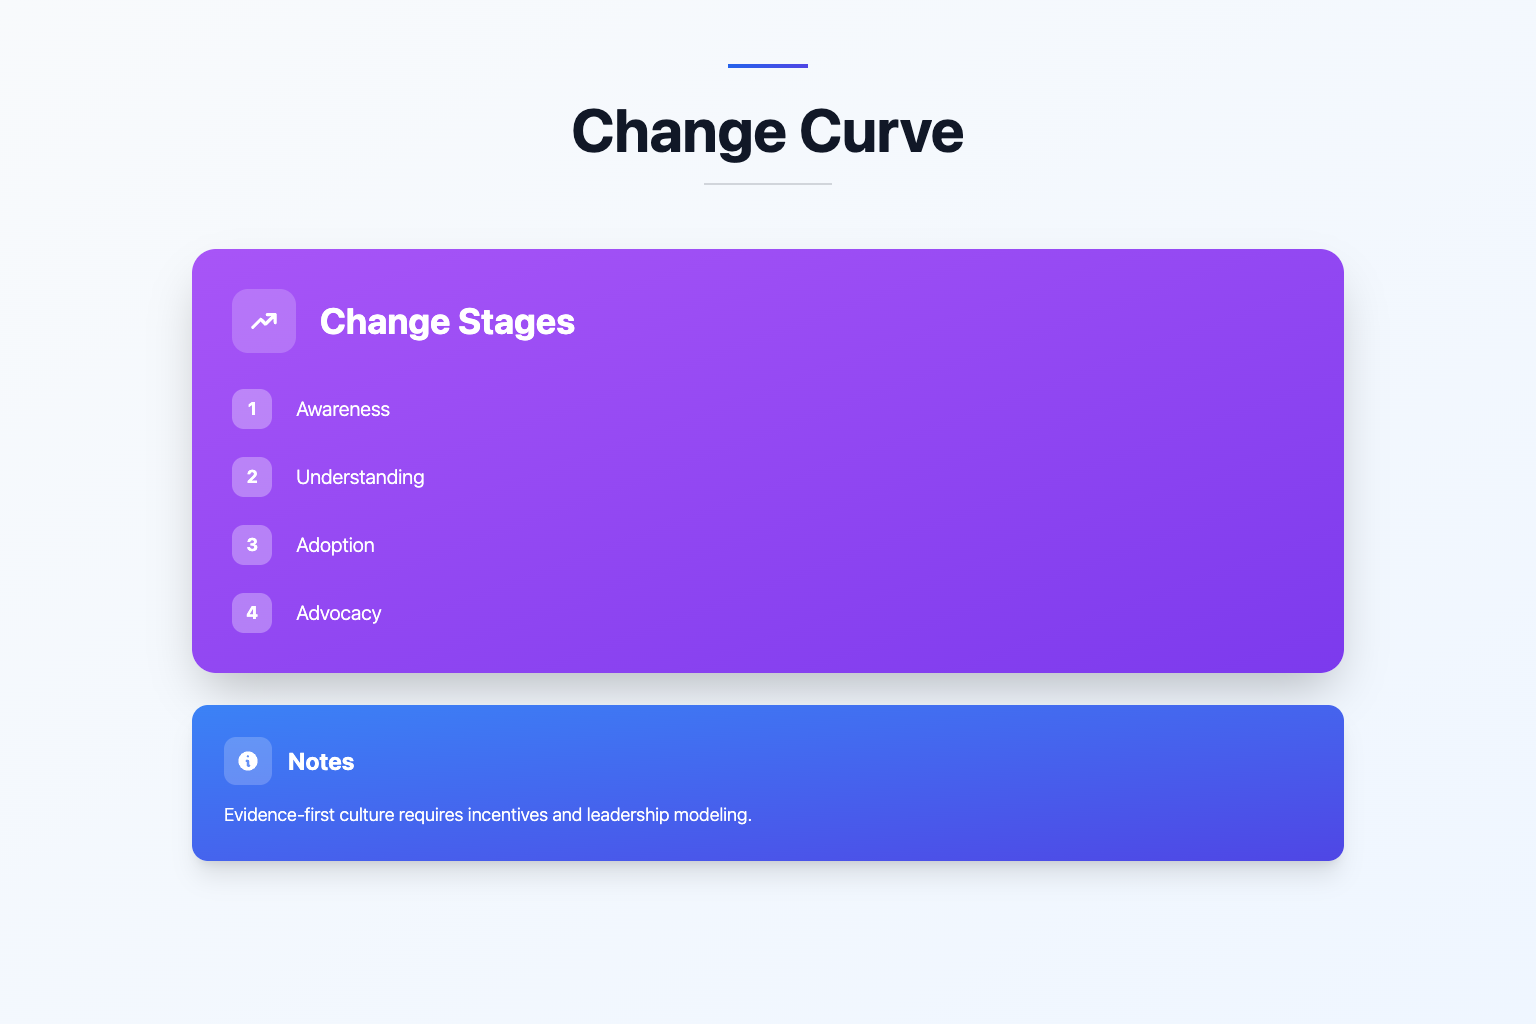 Change Curve
Change Stages
1 Awareness
2 Understanding
3 Adoption
4 Advocacy
Notes
Evidence-first culture requires incentives and leadership modeling.